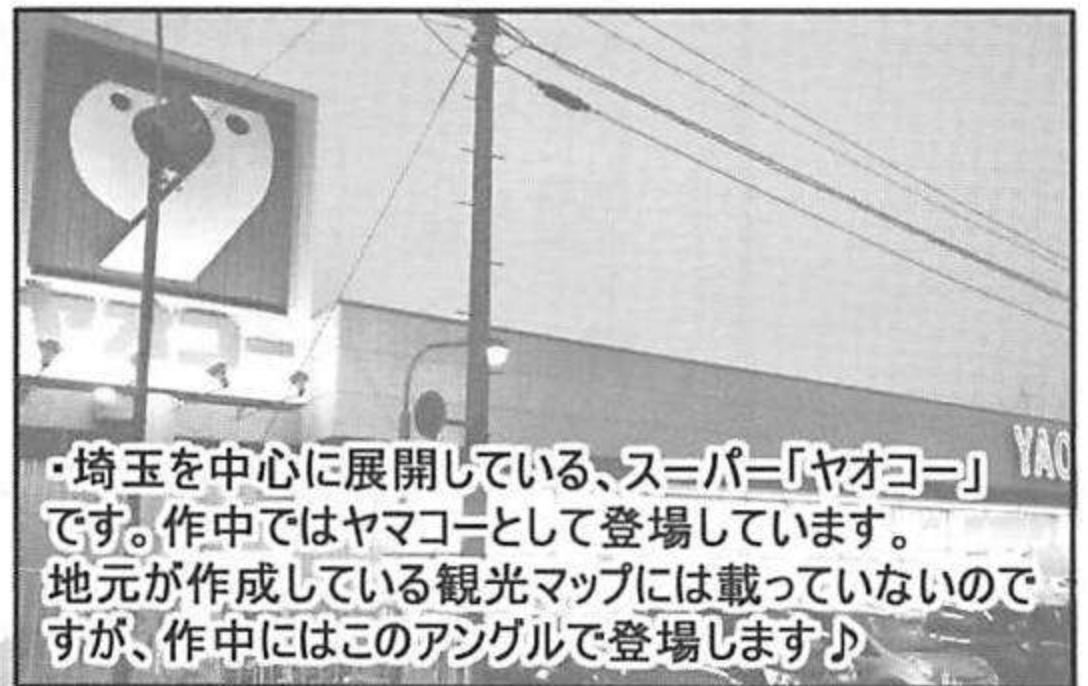 ヤオコー
YAO
・埼玉を中心に展開している、スーパー「ヤオコー」
です。作中ではヤマコーとして登場しています。
地元が作成している観光マップには載っていないので
すが、作中にはこのアングルで登場します♪